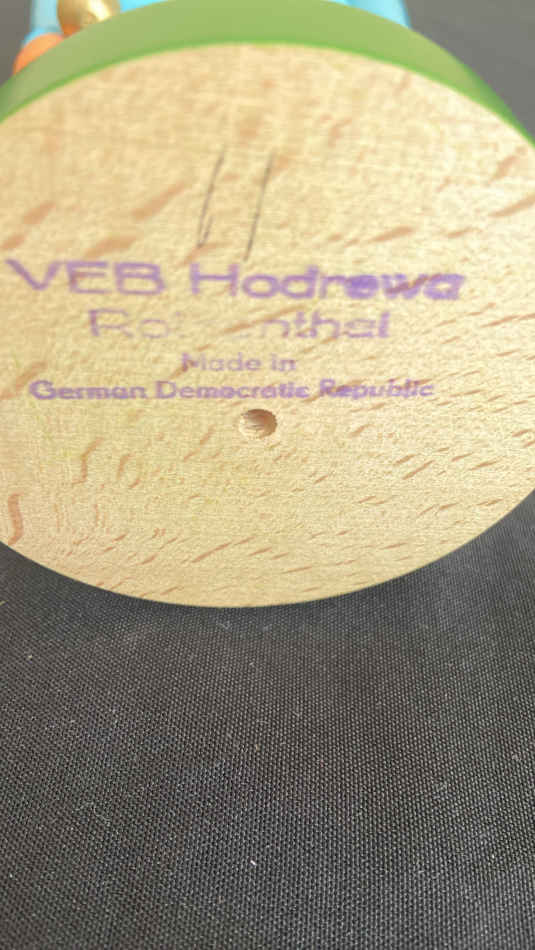 VEB Hodrewa
Made in
German Democratic Republic